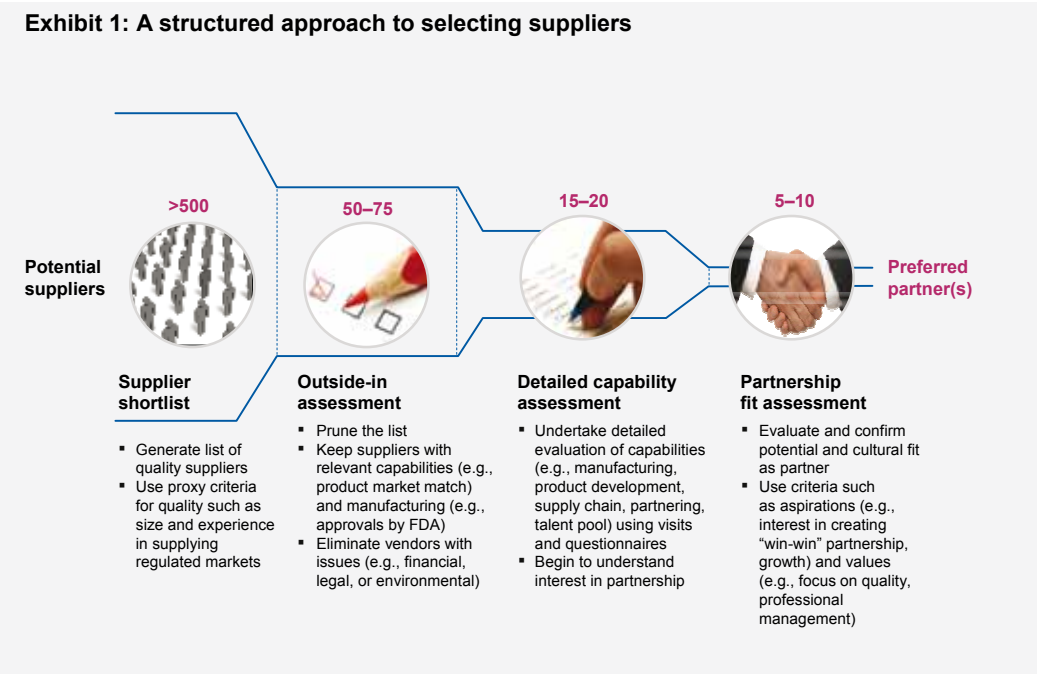 Exhibit 1: A structured approach to selecting suppliers
Potential
suppliers
>500
50–75
15–20
5–10
Preferred
partner(s)
Supplier
shortlist
▪ Generate list of
quality suppliers
▪ Use proxy criteria
for quality such as
size and experience
in supplying
regulated markets
Outside-in
assessment
▪ Prune the list
▪ Keep suppliers with
relevant capabilities (e.g.,
product market match)
and manufacturing (e.g.,
approvals by FDA)
▪ Eliminate vendors with
issues (e.g., financial,
legal, or environmental)
Detailed capability
assessment
▪ Undertake detailed
evaluation of capabilities
(e.g., manufacturing,
product development,
supply chain, partnering,
talent pool) using visits
and questionnaires
▪ Begin to understand
interest in partnership
Partnership
fit assessment
▪ Evaluate and confirm
potential and cultural fit
as partner
▪ Use criteria such
as aspirations (e.g.,
interest in creating
“win-win” partnership,
growth) and values
(e.g., focus on quality,
professional
management)